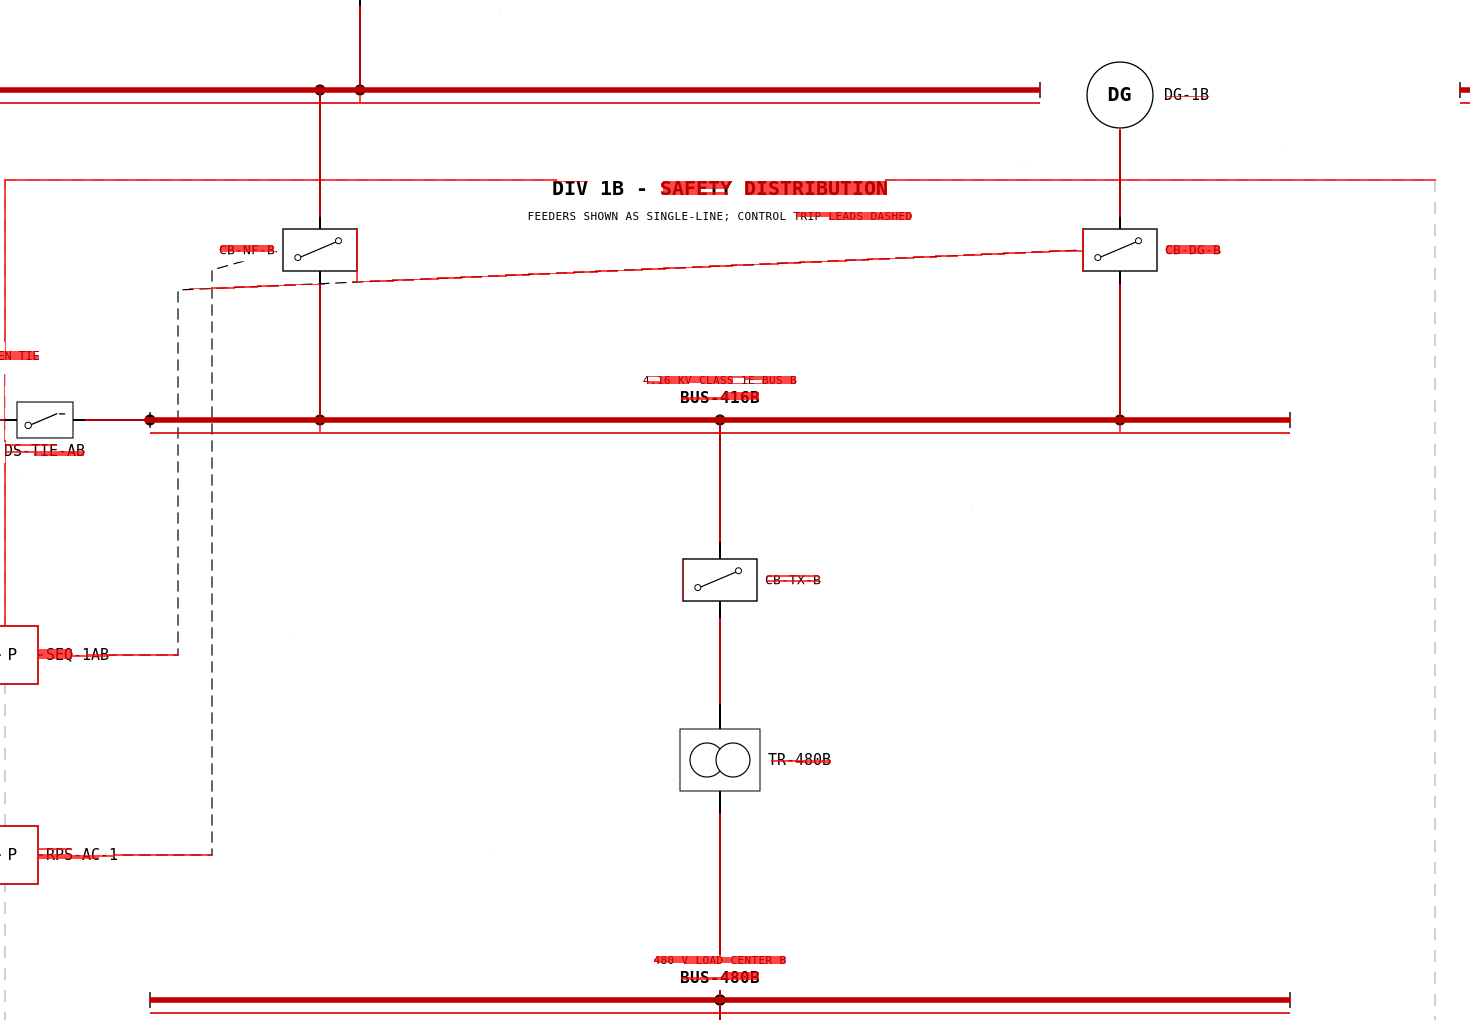 DG
DG-1B
DIV 1B - SAFETY DISTRIBUTION
FEEDERS SHOWN AS SINGLE-LINE; CONTROL TRIP LEADS DASHED
CB-NF-B
CB-DG-B
EN TIE
4.16 KV CLASS 1E BUS B
BUS-416B
DS-TIE-AB
CB-TX-B
P
SEQ-1AB
TR-480B
P
RPS-AC-1
480 V LOAD CENTER B
BUS-480B